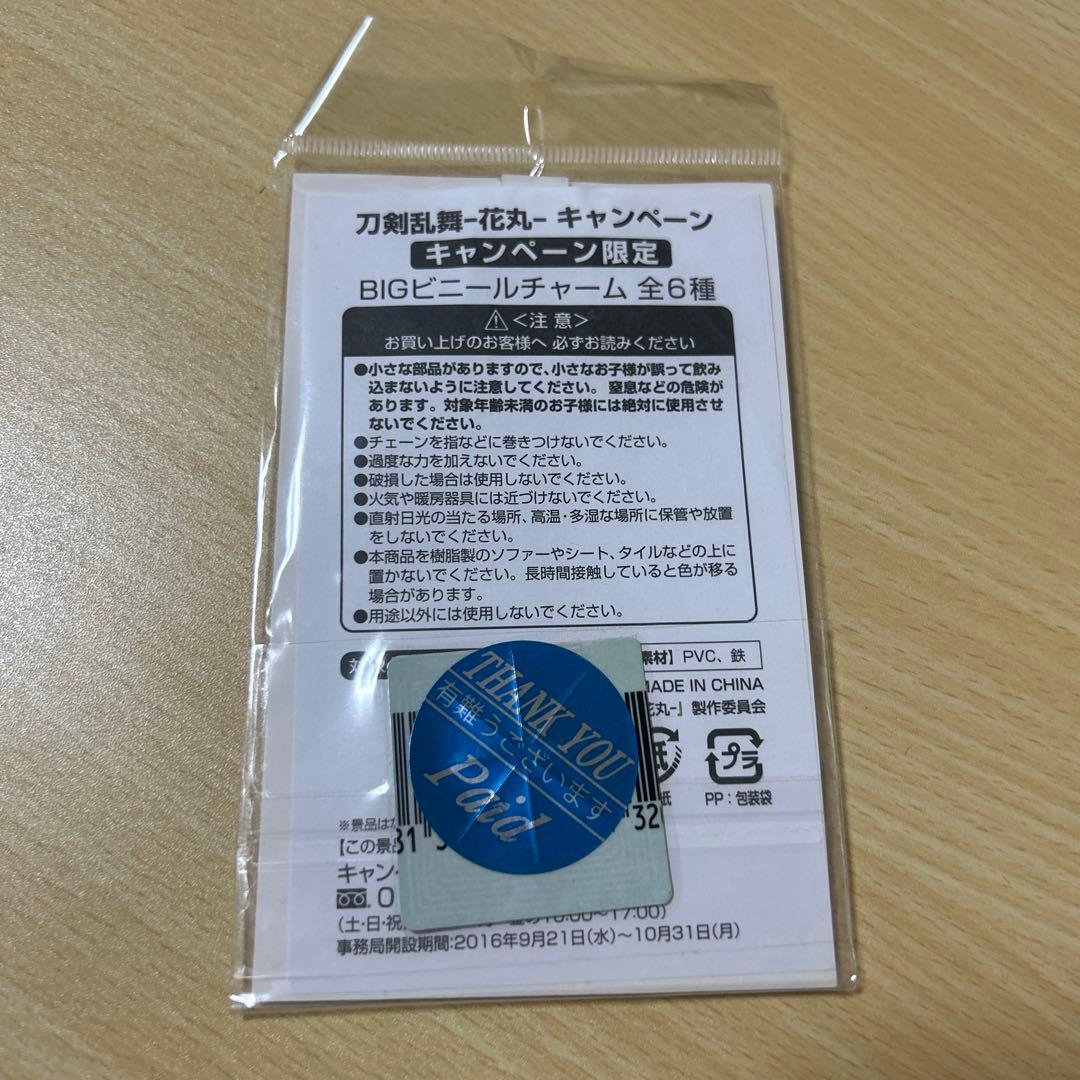 刀剣乱舞-花丸- キャンペーン
キャンペーン限定
BIGビニールチャーム 全6種
⚠<注意>
お買い上げのお客様へ 必ずお読みください
●小さな部品がありますので、小さなお子様が誤って飲み
込まないように注意してください。窒息などの危険が
あります。対象年齢未満のお子様には絶対に使用させ
ないでください。
●チェーンを指などに巻きつけないでください。
●過度な力を加えないでください。
●破損した場合は使用しないでください。
●火気や暖房器具には近づけないでください。
●直射日光の当たる場所、高温・多湿な場所に保管や放置
をしないでください。
●本商品を樹脂製のソファーやシート、タイルなどの上に
置かないでください。長時間接触していると色が移る
場合があります。
●用途以外には使用しないでください。
素材】PVC、鉄
MADE IN CHINA
花丸-』製作委員会
THANK YOU
有難うございます
Paid
プラ
紙
PP:包装袋
32
※景品は
【この景品
キャン
0
(土・日・祝
10:00〜17:00)
事務局開設期間:2016年9月21日(水)〜10月31日(月)